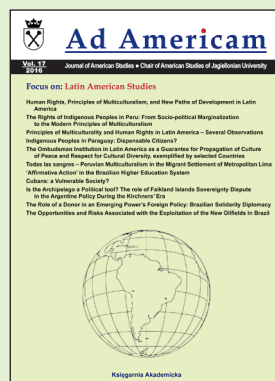 Ad Americam
Vol. 17
2016
Journal of American Studies ● Chair of American Studies of Jagiellonian University
Focus on: Latin American Studies
Human Rights, Principles of Multiculturalism, and New Paths of Development in Latin
America
The Rights of Indigenous Peoples in Peru: From Socio-political Marginalization
to the Modern Principles of Multiculturalism
Principles of Multiculturality and Human Rights in Latin America – Several Observations
Indigenous Peoples in Paraguay: Dispensable Citizens?
The Ombudsman Institution in Latin America as a Guarantee for Propagation of Culture
of Peace and Respect for Cultural Diversity, exemplified by selected Countries
Todas las sangres – Peruvian Multiculturalism in the Migrant Settlement of Metropolitan Lima
‘Affirmative Action’ in the Brazilian Higher Education System
Cubans: a Vulnerable Society?
Is the Archipelago a Political tool? The role of Falkland Islands Sovereignty Dispute
in the Argentine Policy During the Kirchners’ Era
The Role of a Donor in an Emerging Power’s Foreign Policy: Brazilian Solidarity Diplomacy
The Opportunities and Risks Associated with the Exploitation of the New Oilfields in Brazil
Księgarnia Akademicka